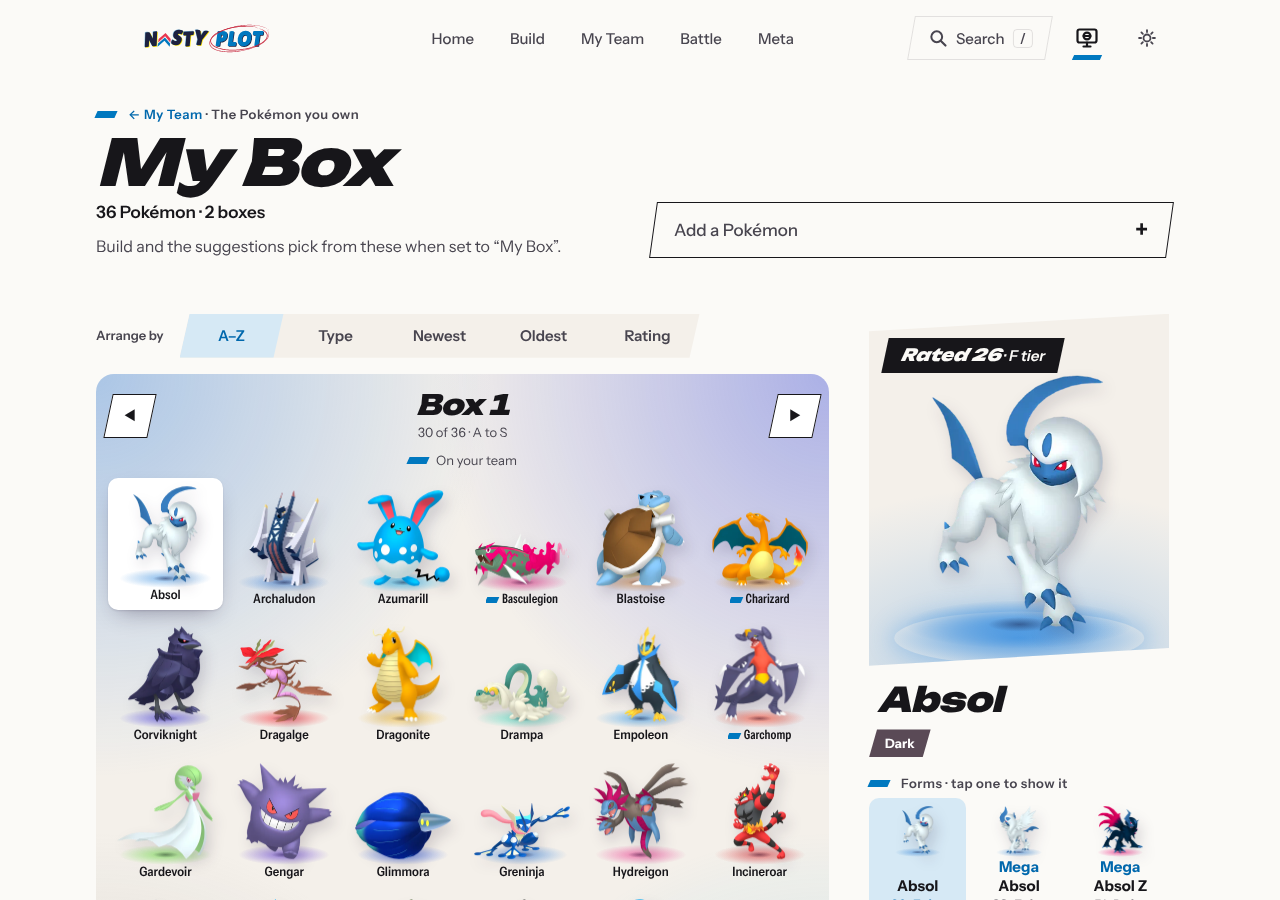 NASTY PLOT
Home Build My Team Battle Meta
Search /
← My Team · The Pokémon you own
My Box
36 Pokémon · 2 boxes
Build and the suggestions pick from these when set to “My Box”.
Add a Pokémon +
Arrange by A–Z Type Newest Oldest Rating
Box 1
30 of 36 · A to S
On your team
Absol Archaludon Azumarill Basculegion Blastoise Charizard
Corviknight Dragalge Dragonite Drampa Empoleon Garchomp
Gardevoir Gengar Glimmora Greninja Hydreigon Incineroar
Rated 26 · F tier
Absol
Dark
Forms · tap one to show it
Mega Mega
Absol Absol Absol Z